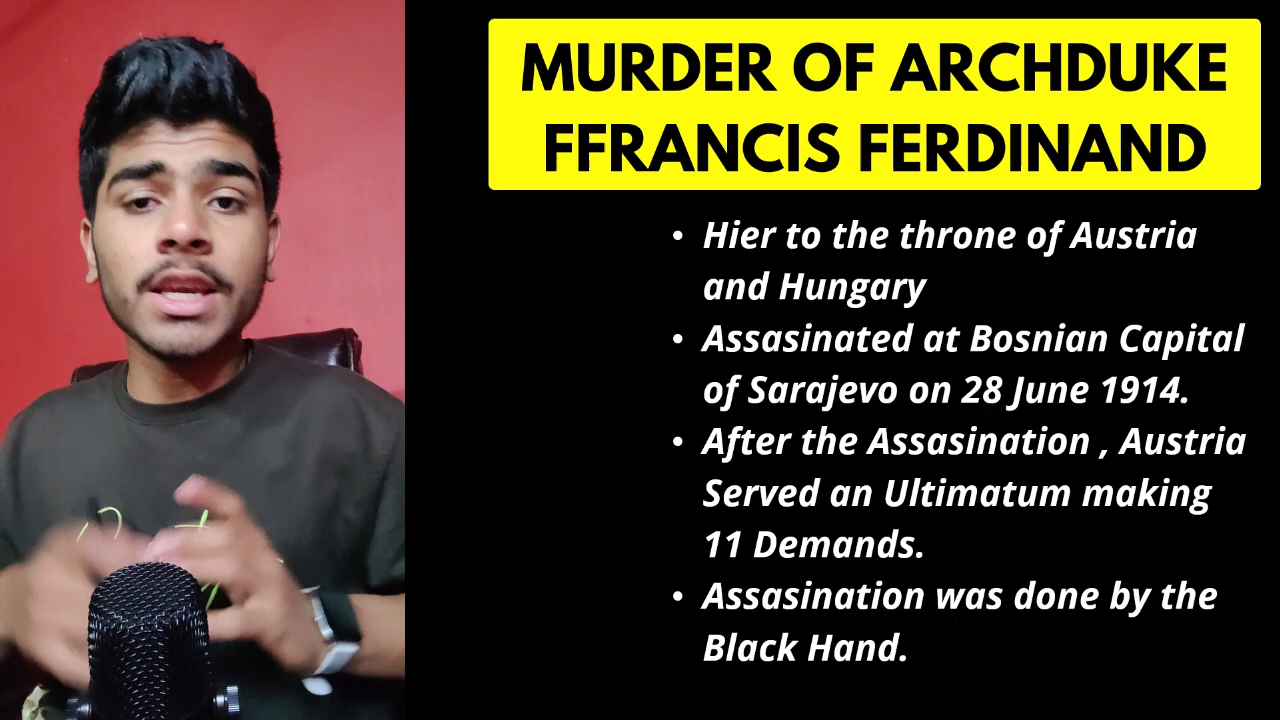 MURDER OF ARCHDUKE
FFRANCIS FERDINAND
• Hier to the throne of Austria
and Hungary
• Assasinated at Bosnian Capital
of Sarajevo on 28 June 1914.
• After the Assasination , Austria
Served an Ultimatum making
11 Demands.
• Assasination was done by the
Black Hand.